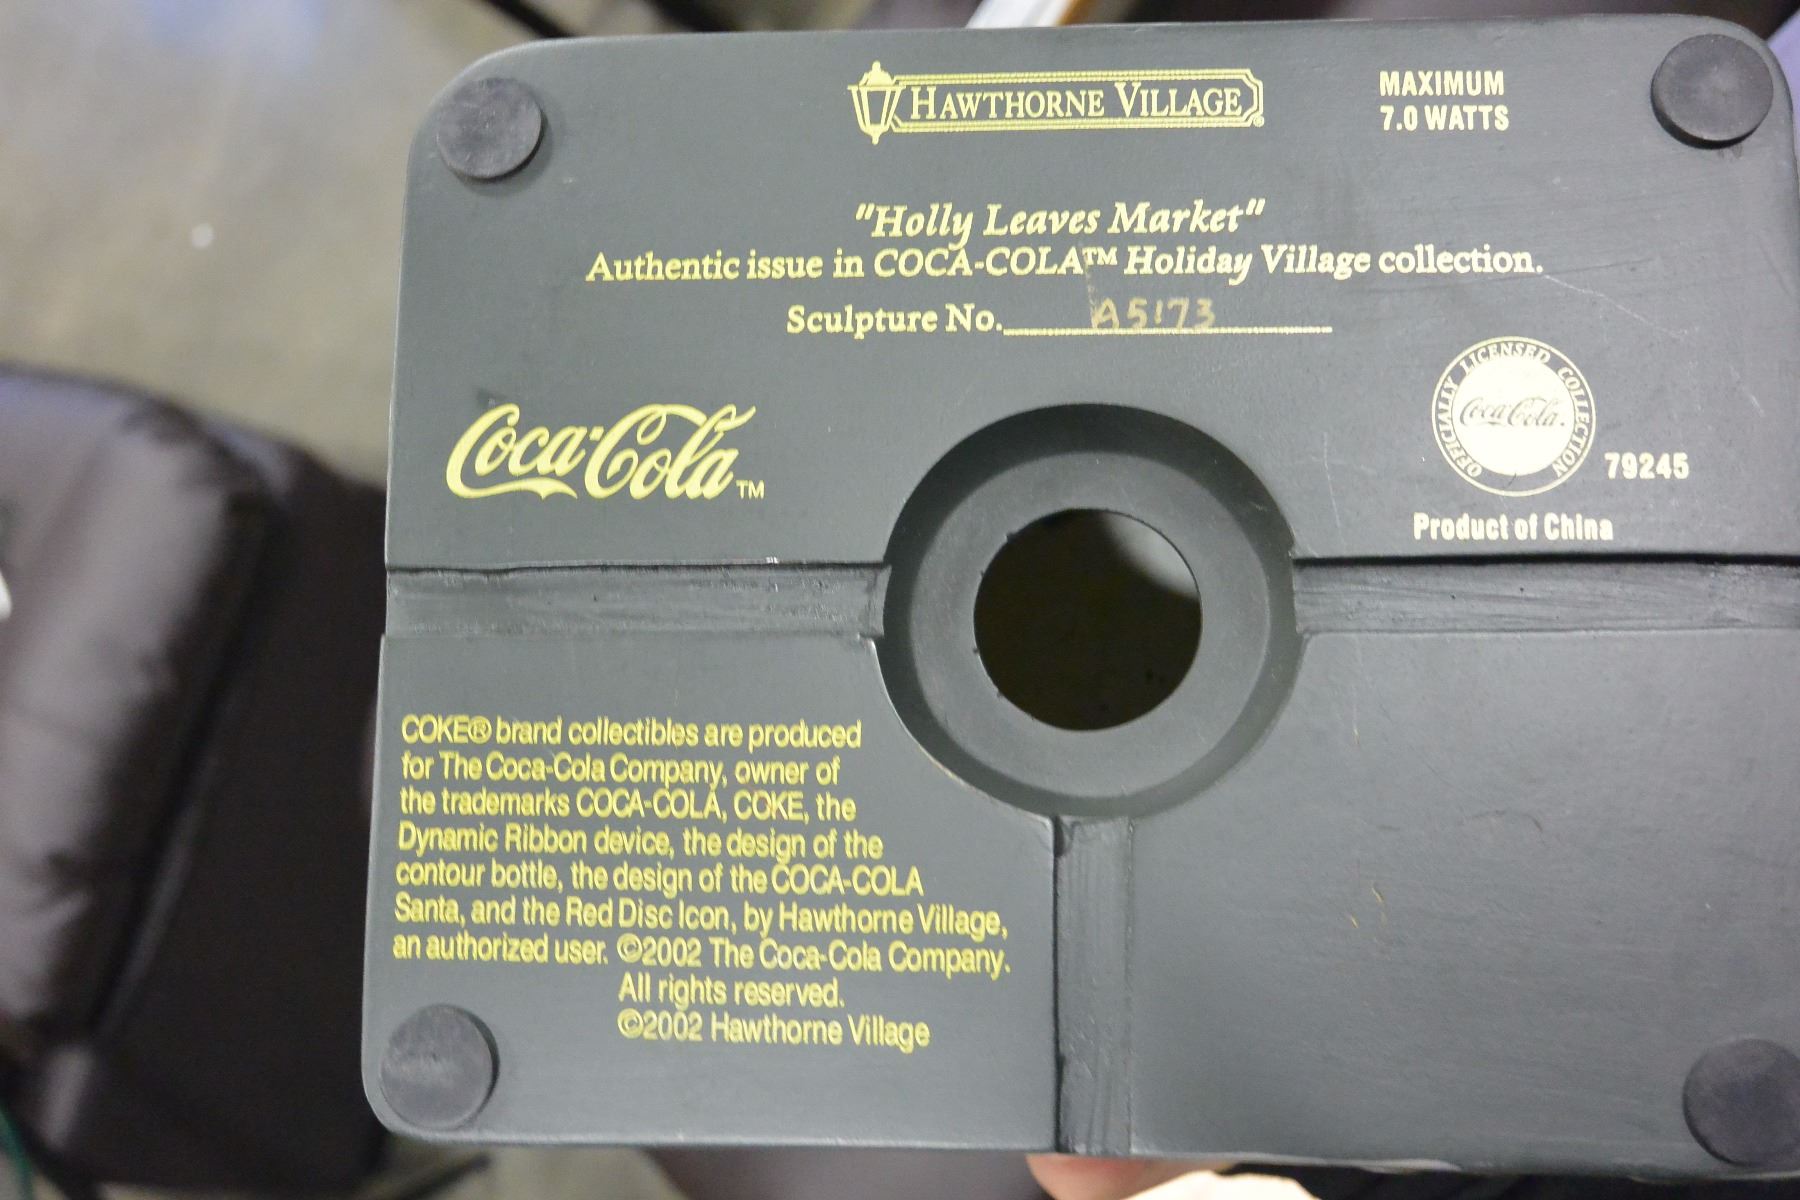 HAWTHORNE VILLAGE®
MAXIMUM
7.0 WATTS
"Holly Leaves Market"
Authentic issue in COCA-COLA™ Holiday Village collection.
Sculpture No. A5173
Coca-Cola™
OFFICIALLY LICENSED COLLECTION
Coca-Cola.
79245
Product of China
COKE® brand collectibles are produced
for The Coca-Cola Company, owner of
the trademarks COCA-COLA, COKE, the
Dynamic Ribbon device, the design of the
contour bottle, the design of the COCA-COLA
Santa, and the Red Disc Icon, by Hawthorne Village,
an authorized user. ©2002 The Coca-Cola Company.
All rights reserved.
©2002 Hawthorne Village